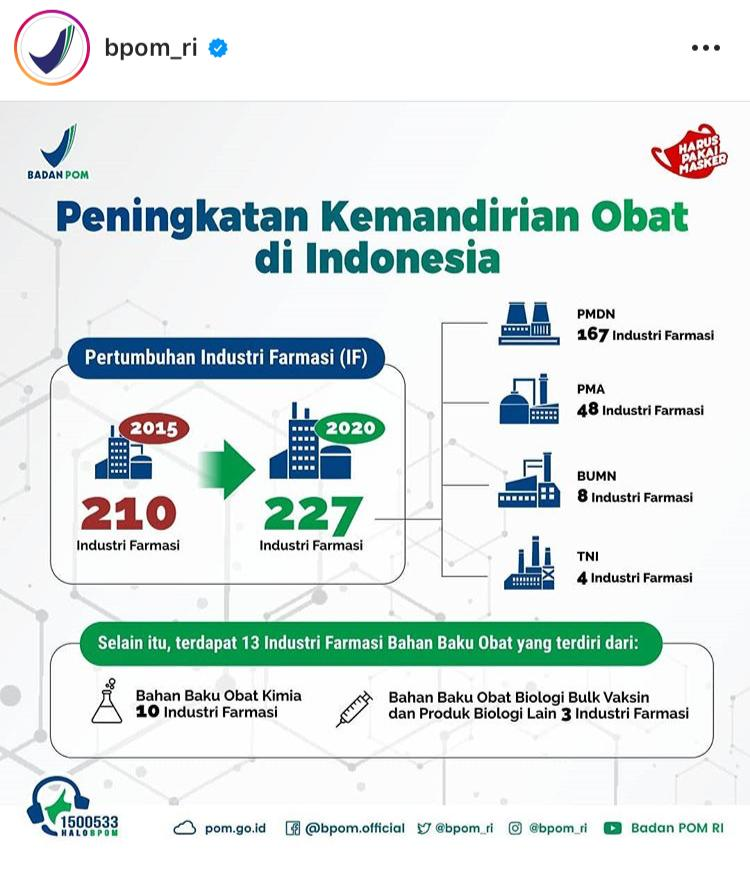 bpom_ri
BADAN POM
HARUS
PAKAI
MASKER
Peningkatan Kemandirian Obat
di Indonesia
Pertumbuhan Industri Farmasi (IF)
2015
210
Industri Farmasi
2020
227
Industri Farmasi
PMDN
167 Industri Farmasi
PMA
48 Industri Farmasi
BUMN
8 Industri Farmasi
TNI
4 Industri Farmasi
Selain itu, terdapat 13 Industri Farmasi Bahan Baku Obat yang terdiri dari:
Bahan Baku Obat Kimia
10 Industri Farmasi
Bahan Baku Obat Biologi Bulk Vaksin
dan Produk Biologi Lain 3 Industri Farmasi
1500533
HALOBPOM
pom.go.id
@bpom.official
@bpom_ri
@bpom_ri
Badan POM RI